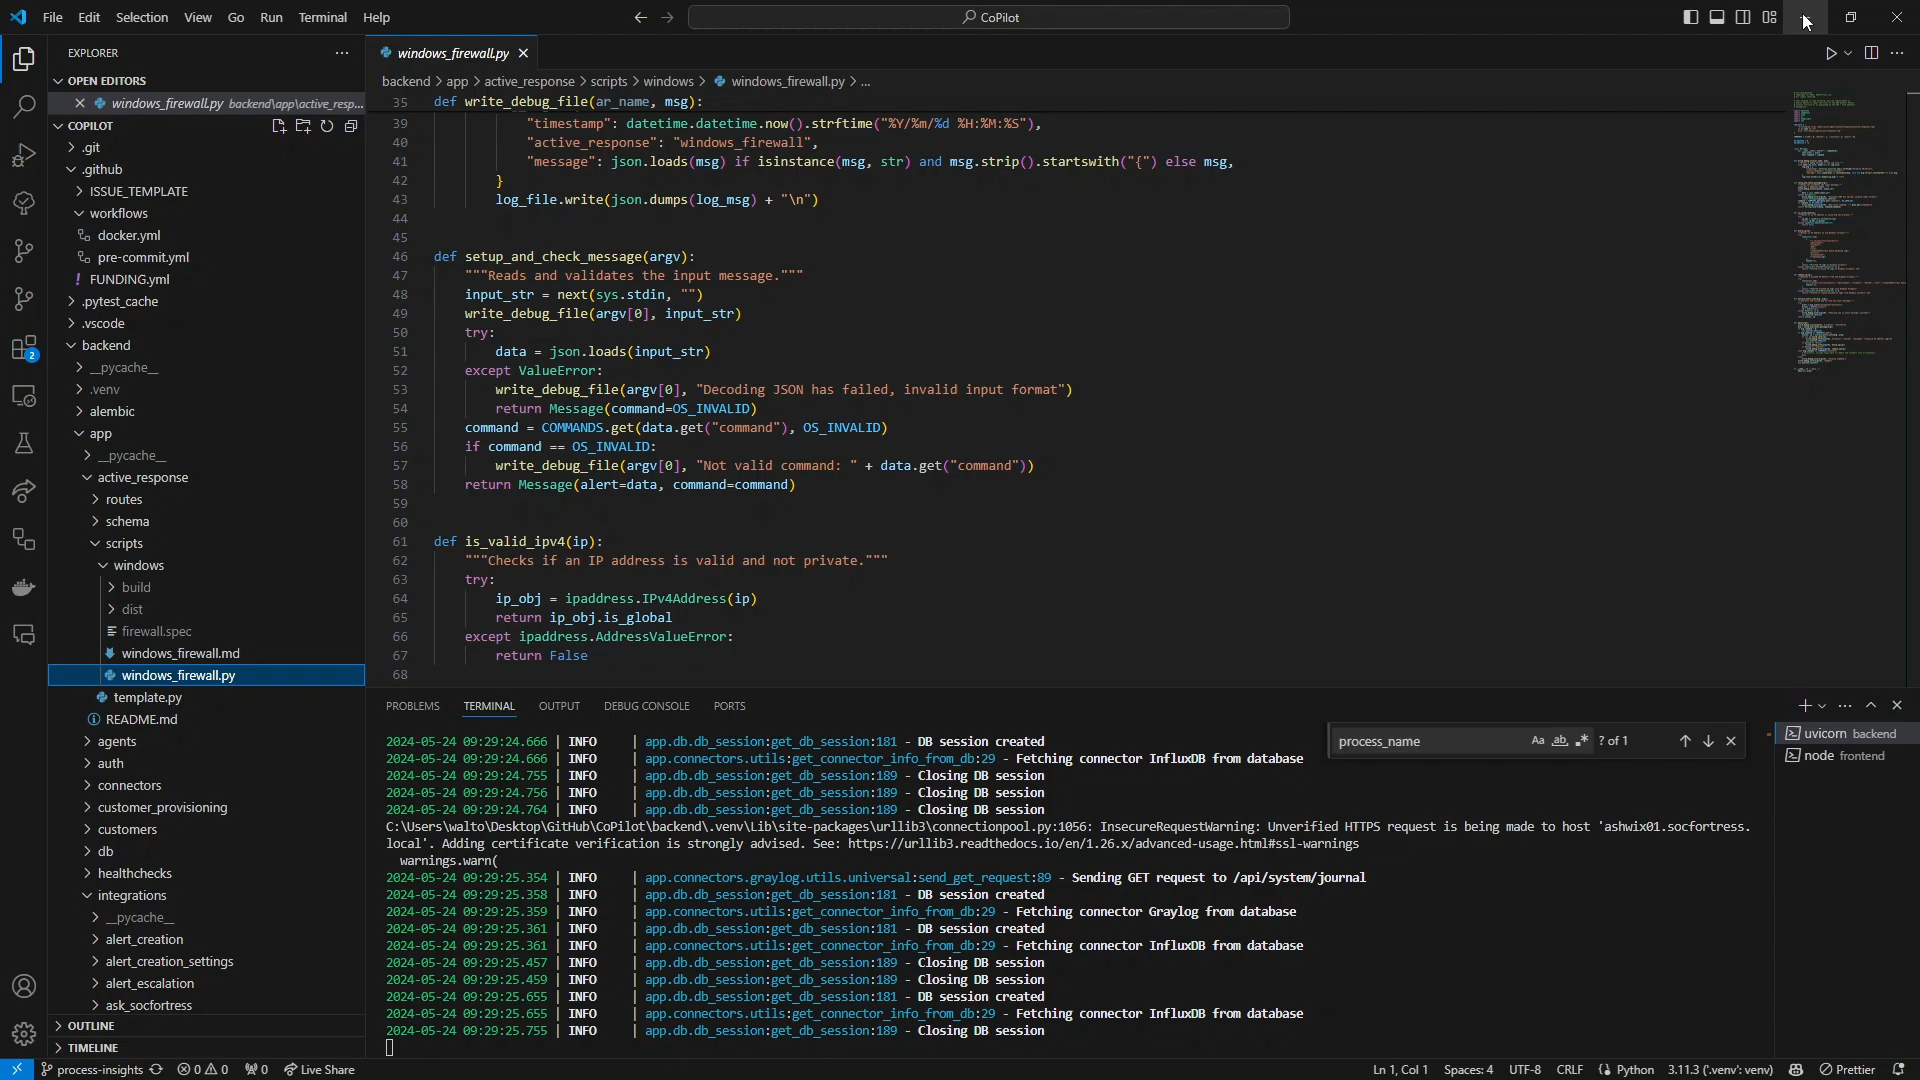 File Edit Selection View Go Run Terminal Help
CoPilot
EXPLORER
OPEN EDITORS
windows_firewall.py backend\app\active_resp...
COPILOT
.git
.github
ISSUE_TEMPLATE
workflows
docker.yml
pre-commit.yml
! FUNDING.yml
.pytest_cache
.vscode
backend
__pycache__
.venv
alembic
app
__pycache__
active_response
routes
schema
scripts
windows
build
dist
firewall.spec
windows_firewall.md
windows_firewall.py
template.py
README.md
agents
auth
connectors
customer_provisioning
customers
db
healthchecks
integrations
__pycache__
alert_creation
alert_creation_settings
alert_escalation
ask_socfortress
OUTLINE
TIMELINE
2
windows_firewall.py
backend > app > active_response > scripts > windows > windows_firewall.py > ...
35 def write_debug_file(ar_name, msg):
39 "timestamp": datetime.datetime.now().strftime("%Y/%m/%d %H:%M:%S"),
40 "active_response": "windows_firewall",
41 "message": json.loads(msg) if isinstance(msg, str) and msg.strip().startswith("{") else msg,
42 }
43 log_file.write(json.dumps(log_msg) + "\n")
44
45
46 def setup_and_check_message(argv):
47 """Reads and validates the input message."""
48 input_str = next(sys.stdin, "")
49 write_debug_file(argv[0], input_str)
50 try:
51 data = json.loads(input_str)
52 except ValueError:
53 write_debug_file(argv[0], "Decoding JSON has failed, invalid input format")
54 return Message(command=OS_INVALID)
55 command = COMMANDS.get(data.get("command"), OS_INVALID)
56 if command == OS_INVALID:
57 write_debug_file(argv[0], "Not valid command: " + data.get("command"))
58 return Message(alert=data, command=command)
59
60
61 def is_valid_ipv4(ip):
62 """Checks if an IP address is valid and not private."""
63 try:
64 ip_obj = ipaddress.IPv4Address(ip)
65 return ip_obj.is_global
66 except ipaddress.AddressValueError:
67 return False
68
PROBLEMS TERMINAL OUTPUT DEBUG CONSOLE PORTS
process_name Aa ab .* ? of 1
uvicorn backend
node frontend
2024-05-24 09:29:24.666 | INFO | app.db.db_session:get_db_session:181 - DB session created
2024-05-24 09:29:24.666 | INFO | app.connectors.utils:get_connector_info_from_db:29 - Fetching connector InfluxDB from database
2024-05-24 09:29:24.755 | INFO | app.db.db_session:get_db_session:189 - Closing DB session
2024-05-24 09:29:24.756 | INFO | app.db.db_session:get_db_session:189 - Closing DB session
2024-05-24 09:29:24.764 | INFO | app.db.db_session:get_db_session:189 - Closing DB session
C:\Users\walto\Desktop\GitHub\CoPilot\backend\.venv\Lib\site-packages\urllib3\connectionpool.py:1056: InsecureRequestWarning: Unverified HTTPS request is being made to host 'ashwix01.socfortress.
local'. Adding certificate verification is strongly advised. See: https://urllib3.readthedocs.io/en/1.26.x/advanced-usage.html#ssl-warnings
warnings.warn(
2024-05-24 09:29:25.354 | INFO | app.connectors.graylog.utils.universal:send_get_request:89 - Sending GET request to /api/system/journal
2024-05-24 09:29:25.358 | INFO | app.db.db_session:get_db_session:181 - DB session created
2024-05-24 09:29:25.359 | INFO | app.connectors.utils:get_connector_info_from_db:29 - Fetching connector Graylog from database
2024-05-24 09:29:25.361 | INFO | app.db.db_session:get_db_session:181 - DB session created
2024-05-24 09:29:25.361 | INFO | app.connectors.utils:get_connector_info_from_db:29 - Fetching connector InfluxDB from database
2024-05-24 09:29:25.457 | INFO | app.db.db_session:get_db_session:189 - Closing DB session
2024-05-24 09:29:25.459 | INFO | app.db.db_session:get_db_session:189 - Closing DB session
2024-05-24 09:29:25.655 | INFO | app.db.db_session:get_db_session:181 - DB session created
2024-05-24 09:29:25.655 | INFO | app.connectors.utils:get_connector_info_from_db:29 - Fetching connector InfluxDB from database
2024-05-24 09:29:25.755 | INFO | app.db.db_session:get_db_session:189 - Closing DB session
process-insights 0 0 0 Live Share Ln 1, Col 1 Spaces: 4 UTF-8 CRLF Python 3.11.3 ('.venv': venv) Prettier